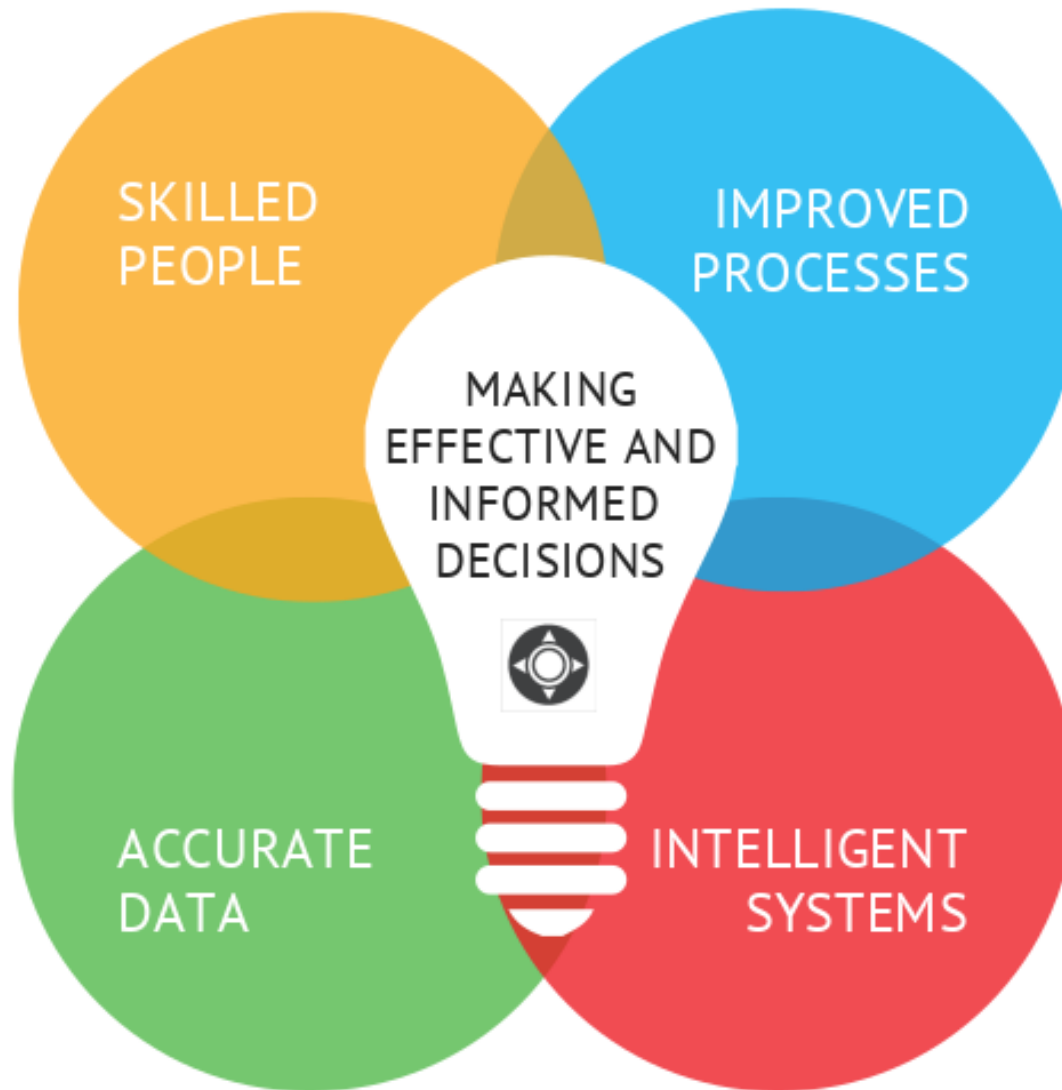 SKILLED
PEOPLE
IMPROVED
PROCESSES
MAKING
EFFECTIVE AND
INFORMED
DECISIONS
ACCURATE
DATA
INTELLIGENT
SYSTEMS